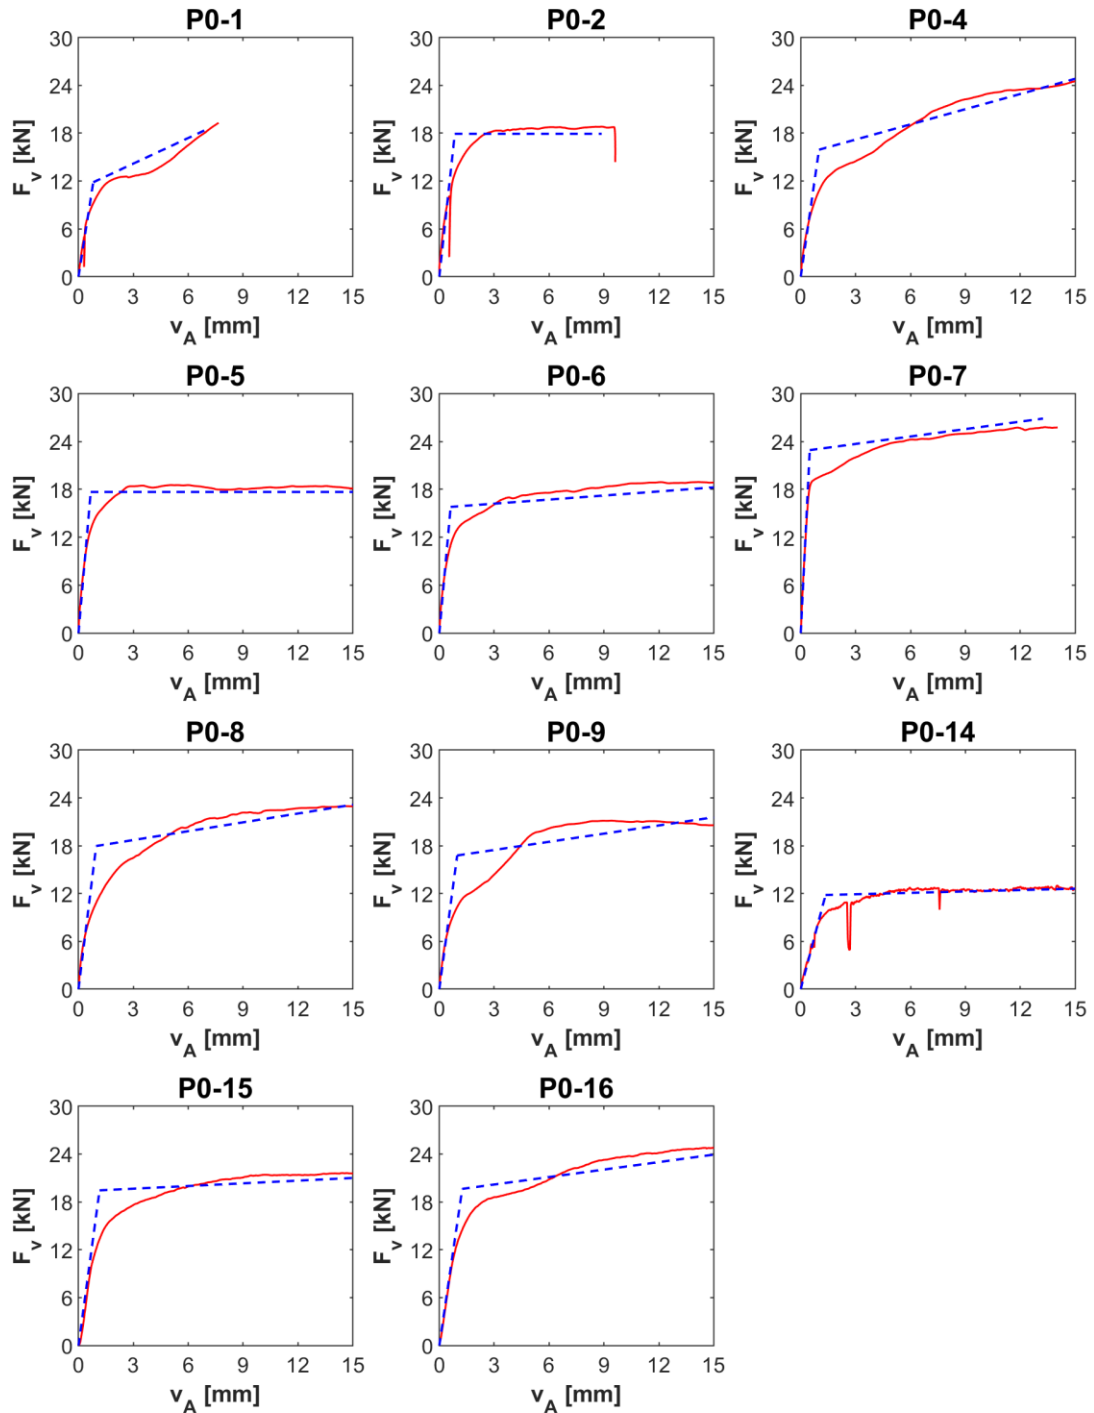 P0-1 P0-2 P0-4
30 30 30
24 24 24
18 18 18
12 12 12
6 6 6
0 0 0
F_v [kN] F_v [kN] F_v [kN]
0 3 6 9 12 15 0 3 6 9 12 15 0 3 6 9 12 15
v_A [mm] v_A [mm] v_A [mm]
P0-5 P0-6 P0-7
30 30 30
24 24 24
18 18 18
12 12 12
6 6 6
0 0 0
F_v [kN] F_v [kN] F_v [kN]
0 3 6 9 12 15 0 3 6 9 12 15 0 3 6 9 12 15
v_A [mm] v_A [mm] v_A [mm]
P0-8 P0-9 P0-14
30 30 30
24 24 24
18 18 18
12 12 12
6 6 6
0 0 0
F_v [kN] F_v [kN] F_v [kN]
0 3 6 9 12 15 0 3 6 9 12 15 0 3 6 9 12 15
v_A [mm] v_A [mm] v_A [mm]
P0-15 P0-16
30 30
24 24
18 18
12 12
6 6
0 0
F_v [kN] F_v [kN]
0 3 6 9 12 15 0 3 6 9 12 15
v_A [mm] v_A [mm]